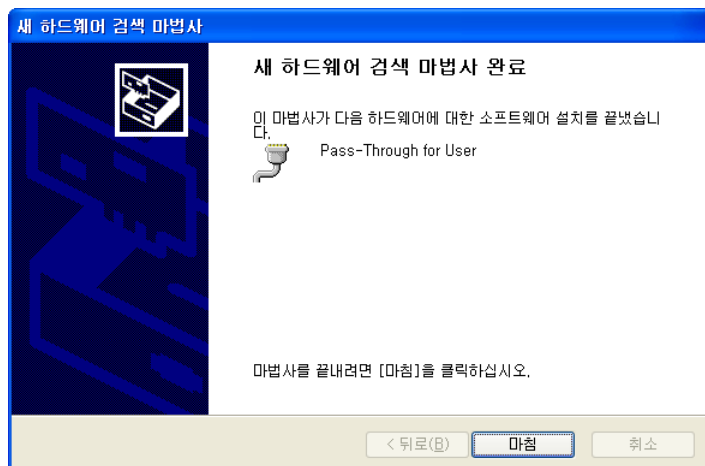 새 하드웨어 검색 마법사
새 하드웨어 검색 마법사 완료
이 마법사가 다음 하드웨어에 대한 소프트웨어 설치를 끝냈습니
다.
Pass-Through for User
마법사를 끝내려면 [마침]을 클릭하십시오.
< 뒤로(B) 마침 취소